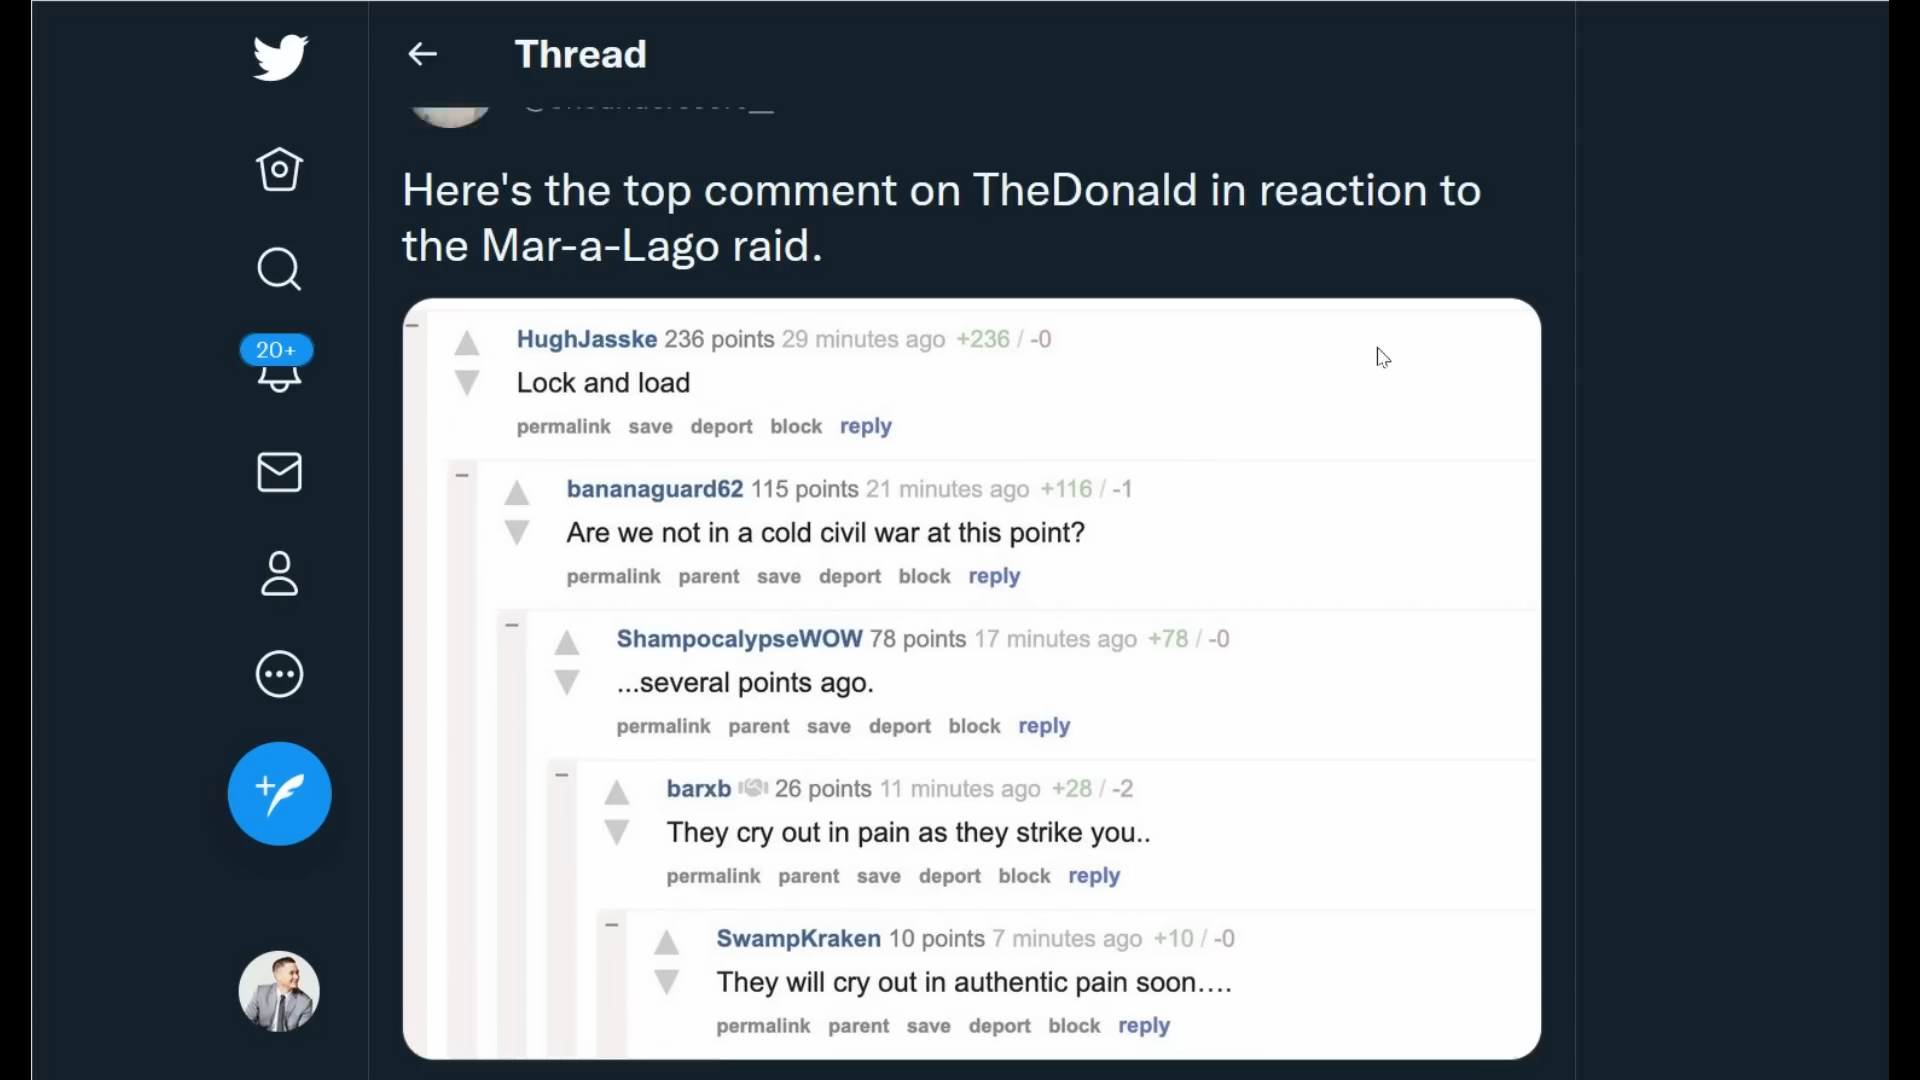 Thread
Here's the top comment on TheDonald in reaction to
the Mar-a-Lago raid.
20+
HughJasske 236 points 29 minutes ago +236 / -0
Lock and load
permalink save deport block reply
bananaguard62 115 points 21 minutes ago +116 / -1
Are we not in a cold civil war at this point?
permalink parent save deport block reply
ShampocalypseWOW 78 points 17 minutes ago +78 / -0
...several points ago.
permalink parent save deport block reply
barxb 26 points 11 minutes ago +28 / -2
They cry out in pain as they strike you..
permalink parent save deport block reply
SwampKraken 10 points 7 minutes ago +10 / -0
They will cry out in authentic pain soon....
permalink parent save deport block reply